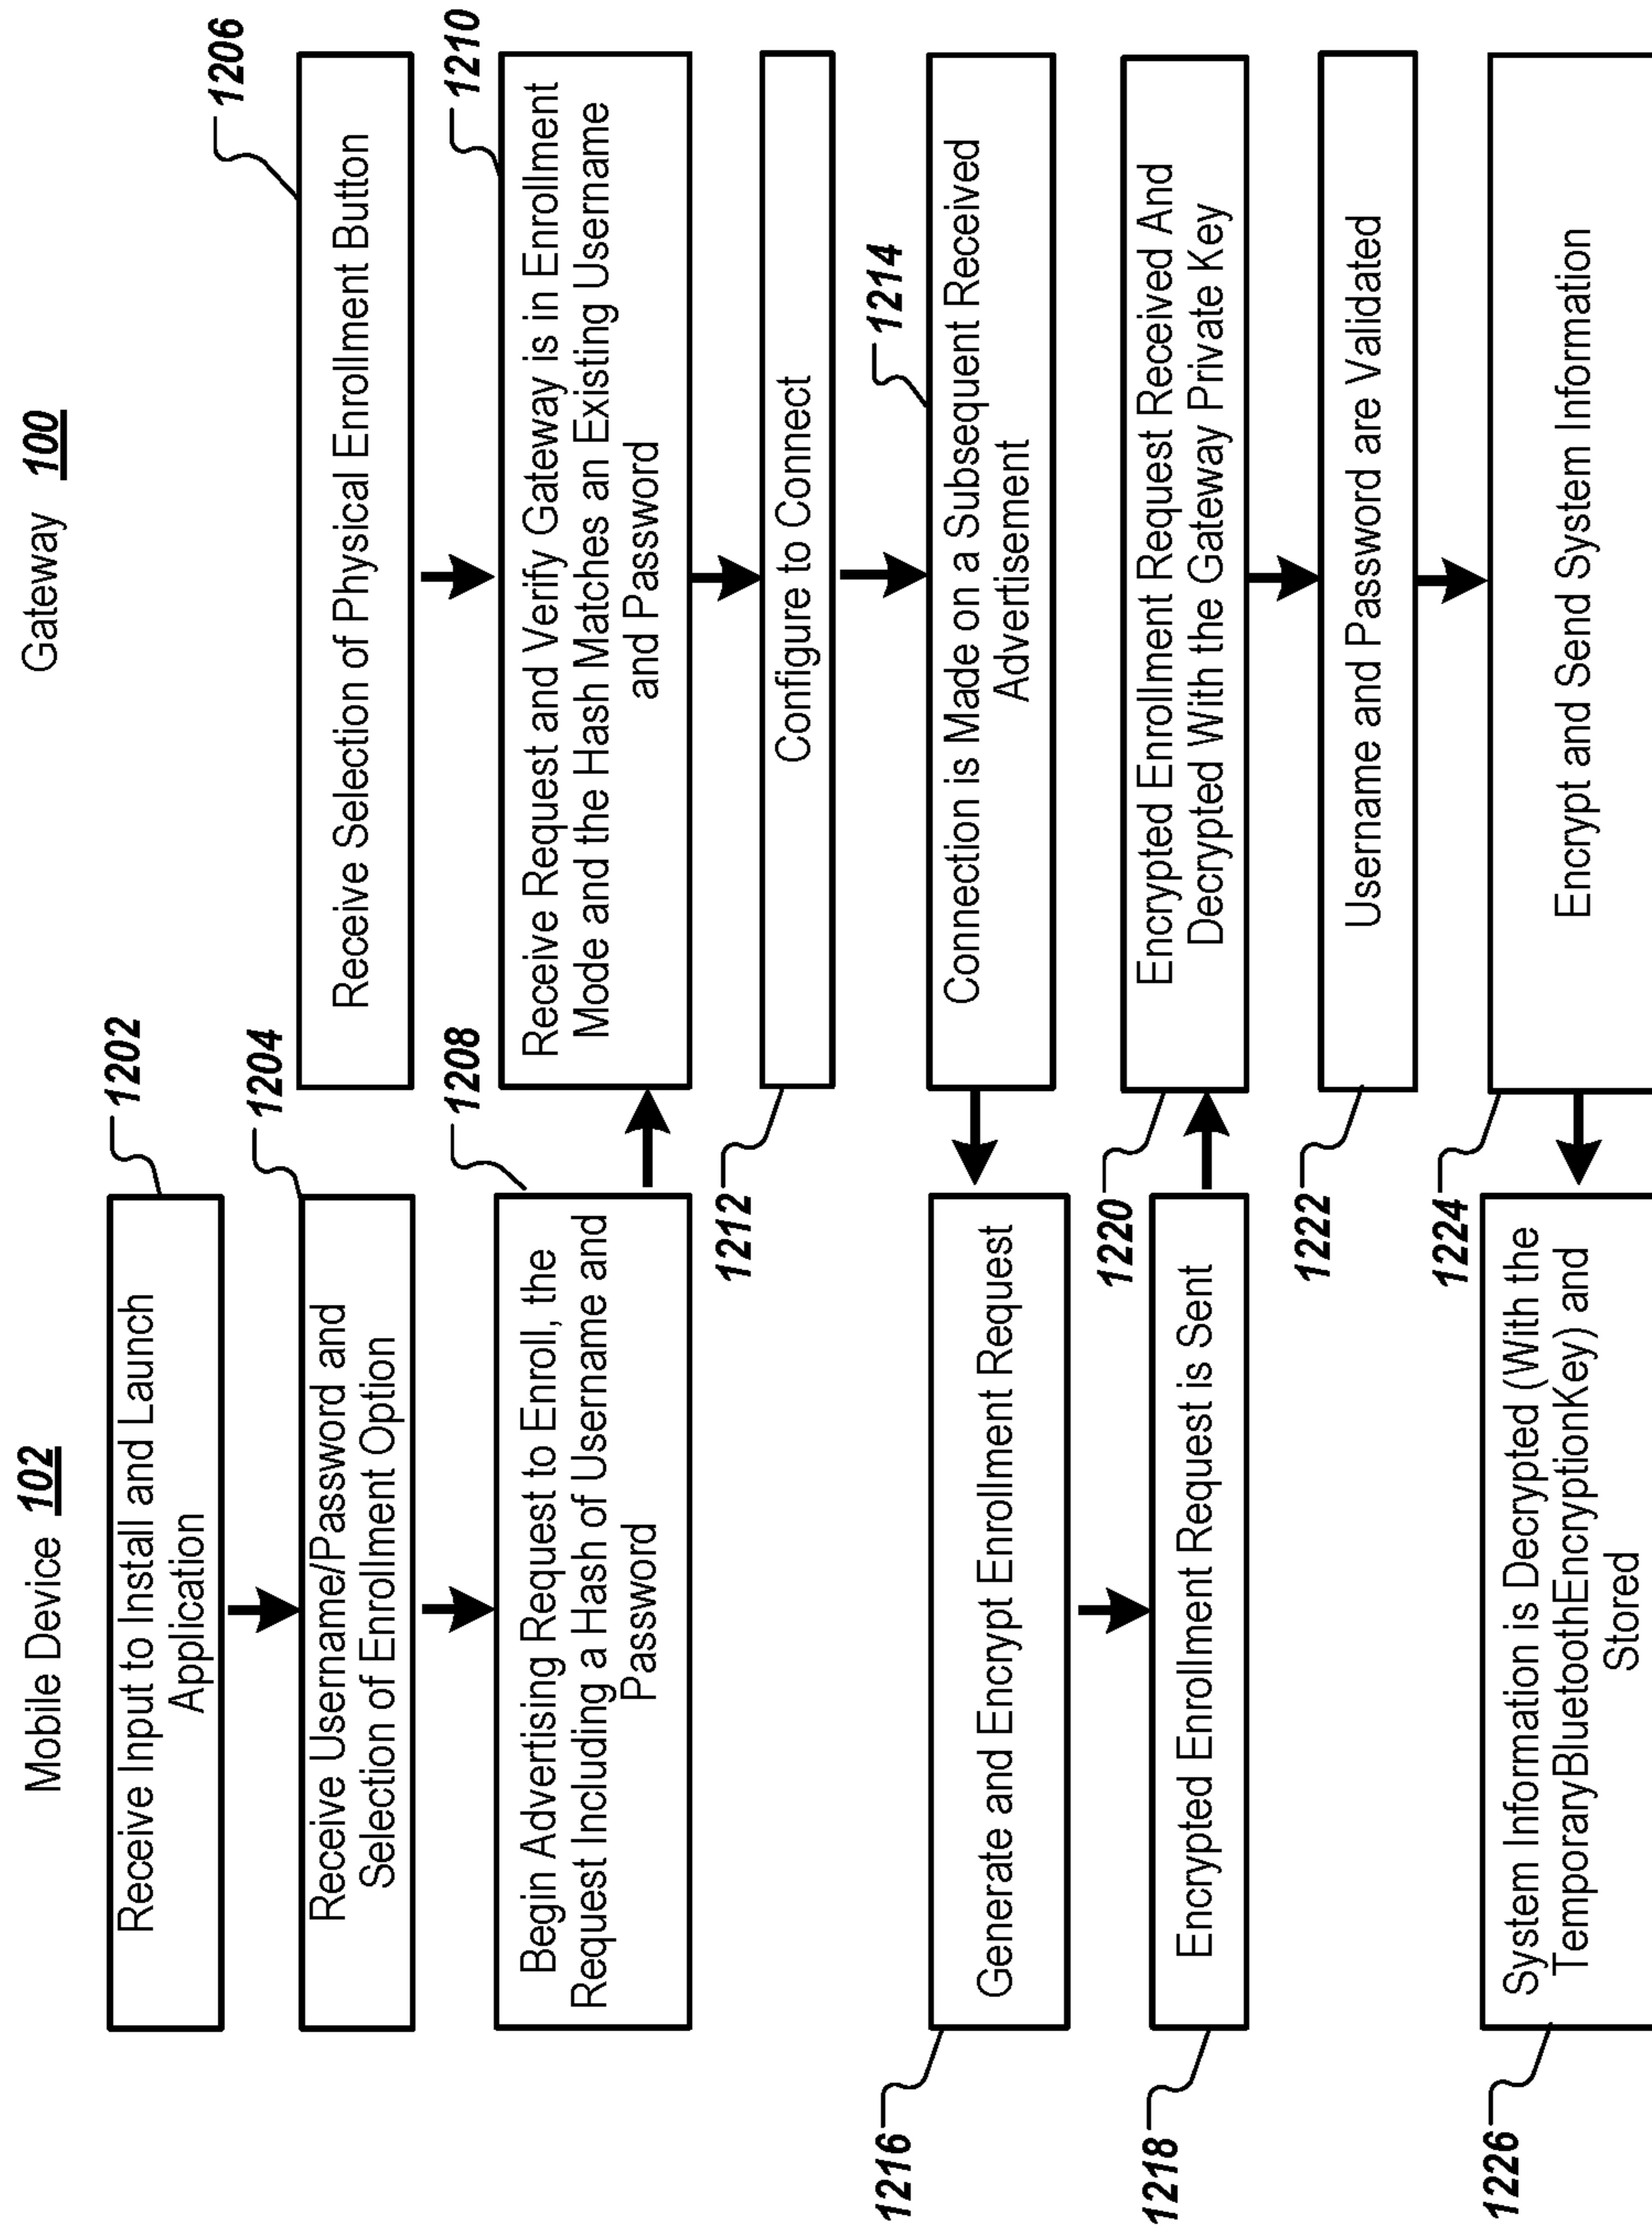 Mobile Device 102
Gateway 100
Receive Input to Install and Launch
Application
1202
Receive Username/Password and
Selection of Enrollment Option
1204
Receive Selection of Physical Enrollment Button
1206
Begin Advertising Request to Enroll, the
Request Including a Hash of Username and
Password
1208
Receive Request and Verify Gateway is in Enrollment
Mode and the Hash Matches an Existing Username
and Password
1210
Configure to Connect
1212
Connection is Made on a Subsequent Received
Advertisement
1214
Generate and Encrypt Enrollment Request
1216
Encrypted Enrollment Request is Sent
1218
Encrypted Enrollment Request Received And
Decrypted With the Gateway Private Key
1220
Username and Password are Validated
1222
Encrypt and Send System Information
1224
System Information is Decrypted (With the
TemporaryBluetoothEncryptionKey) and
Stored
1226